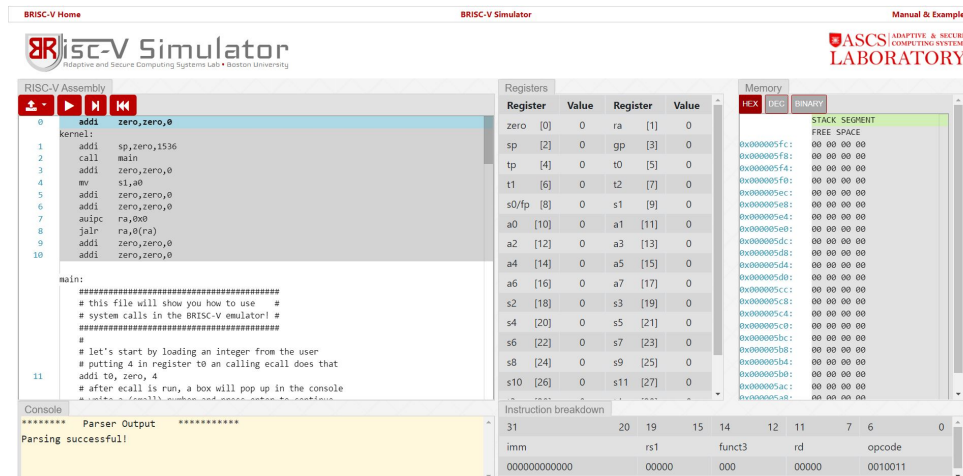 BRISC-V Home
BRISC-V Simulator
Manual & Example
BRisc-V Simulator
Adaptive and Secure Computing Systems Lab • Boston University
ASCS ADAPTIVE & SECURE COMPUTING SYSTEM
LABORATORY
RISC-V Assembly
0 addi zero,zero,0
kernel:
1 addi sp,zero,1536
2 call main
3 addi zero,zero,0
4 mv s1,a0
5 addi zero,zero,0
6 addi zero,zero,0
7 auipc ra,0x0
8 jalr ra,0(ra)
9 addi zero,zero,0
10 addi zero,zero,0
main:
#########################################
# this file will show you how to use #
# system calls in the BRISC-V emulator! #
#########################################
#
# let's start by loading an integer from the user
# putting 4 in register t0 an calling ecall does that
11 addi t0, zero, 4
# after ecall is run, a box will pop up in the console
# write a (small) number and press enter to continue
Registers
Register Value Register Value
zero [0] 0 ra [1] 0
sp [2] 0 gp [3] 0
tp [4] 0 t0 [5] 0
t1 [6] 0 t2 [7] 0
s0/fp [8] 0 s1 [9] 0
a0 [10] 0 a1 [11] 0
a2 [12] 0 a3 [13] 0
a4 [14] 0 a5 [15] 0
a6 [16] 0 a7 [17] 0
s2 [18] 0 s3 [19] 0
s4 [20] 0 s5 [21] 0
s6 [22] 0 s7 [23] 0
s8 [24] 0 s9 [25] 0
s10 [26] 0 s11 [27] 0
Memory
HEX DEC BINARY
STACK SEGMENT
FREE SPACE
0x000005fc: 00 00 00 00
0x000005f8: 00 00 00 00
0x000005f4: 00 00 00 00
0x000005f0: 00 00 00 00
0x000005ec: 00 00 00 00
0x000005e8: 00 00 00 00
0x000005e4: 00 00 00 00
0x000005e0: 00 00 00 00
0x000005dc: 00 00 00 00
0x000005d8: 00 00 00 00
0x000005d4: 00 00 00 00
0x000005d0: 00 00 00 00
0x000005cc: 00 00 00 00
0x000005c8: 00 00 00 00
0x000005c4: 00 00 00 00
0x000005c0: 00 00 00 00
0x000005bc: 00 00 00 00
0x000005b8: 00 00 00 00
0x000005b4: 00 00 00 00
0x000005b0: 00 00 00 00
0x000005ac: 00 00 00 00
0x000005a8: 00 00 00 00
Console
******** Parser Output ***********
Parsing successful!
Instruction breakdown
31 20 19 15 14 12 11 7 6 0
imm rs1 funct3 rd opcode
000000000000 00000 000 00000 0010011